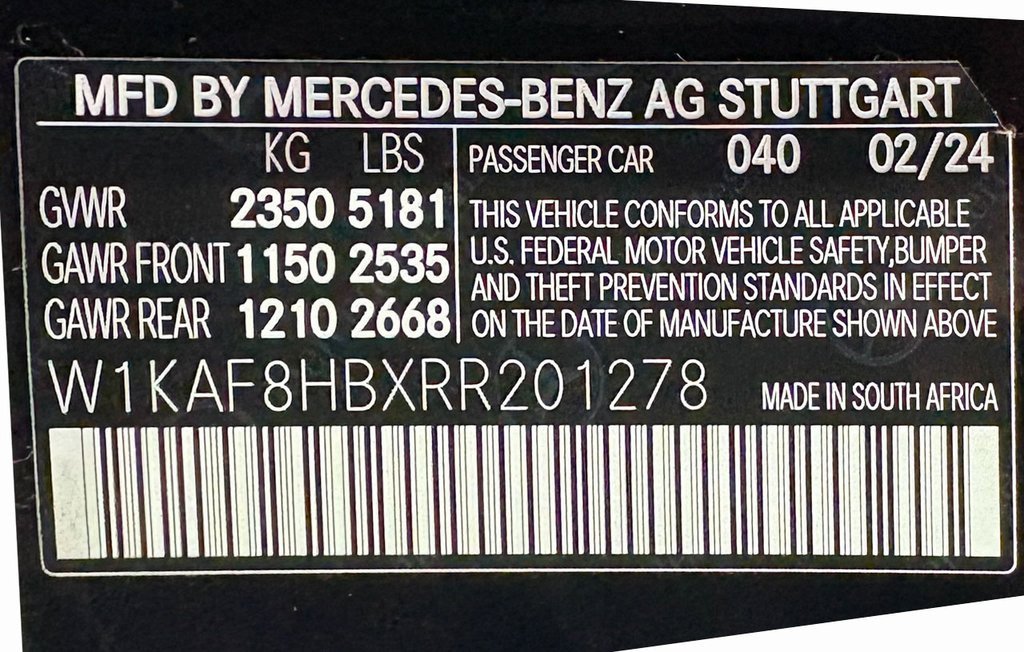 MFD BY MERCEDES-BENZ AG STUTTGART
KG LBS
GVWR 2350 5181
GAWR FRONT 1150 2535
GAWR REAR 1210 2668
PASSENGER CAR 040 02/24
THIS VEHICLE CONFORMS TO ALL APPLICABLE
U.S. FEDERAL MOTOR VEHICLE SAFETY,BUMPER
AND THEFT PREVENTION STANDARDS IN EFFECT
ON THE DATE OF MANUFACTURE SHOWN ABOVE
W1KAF8HBXRR201278
MADE IN SOUTH AFRICA